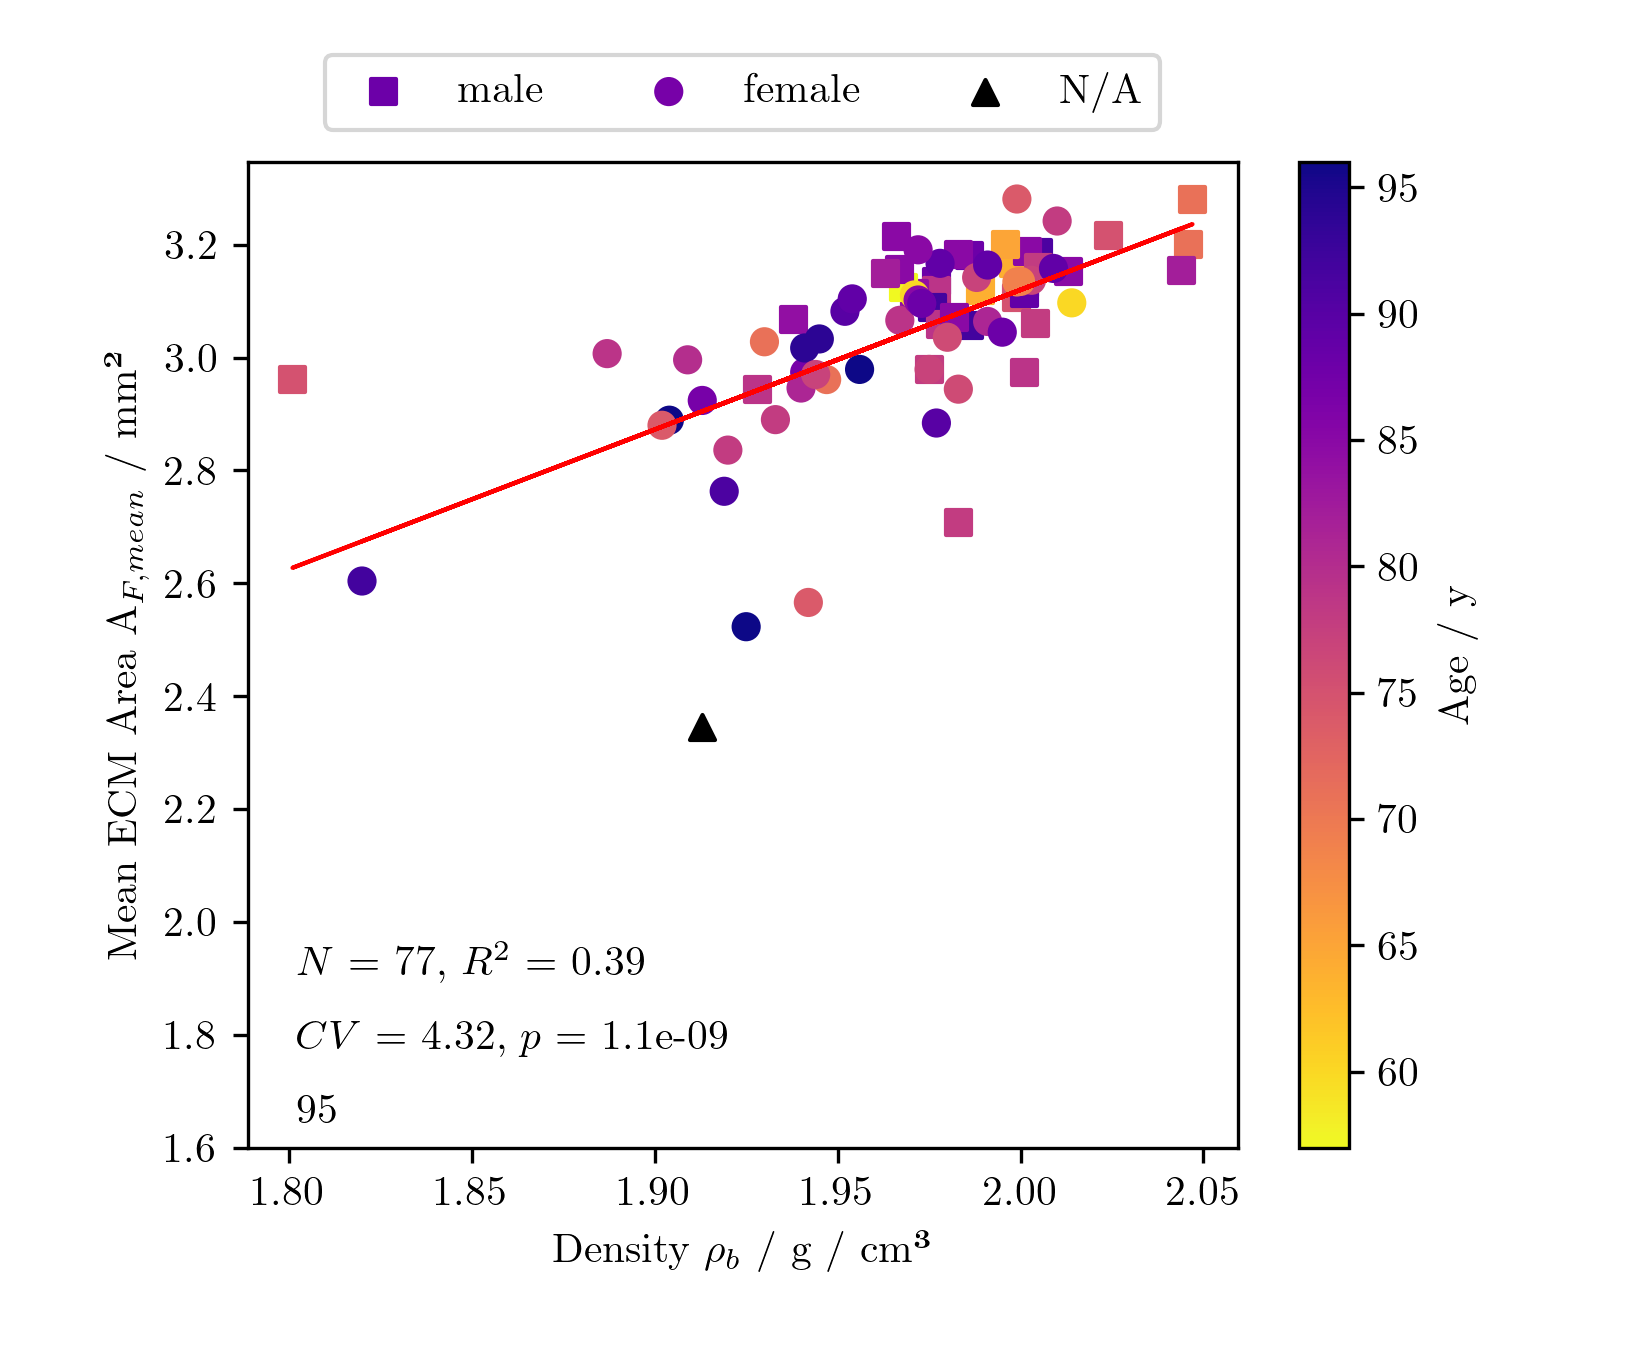 male female N/A
3.2
3.0
2.8
2.6
2.4
2.2
2.0
1.8
1.6
Mean ECM Area A_{F,mean} / mm²
N = 77, R² = 0.39
CV = 4.32, p = 1.1e-09
95
1.80 1.85 1.90 1.95 2.00 2.05
Density ρ_b / g / cm³
95
90
85
80
75
70
65
60
Age / y